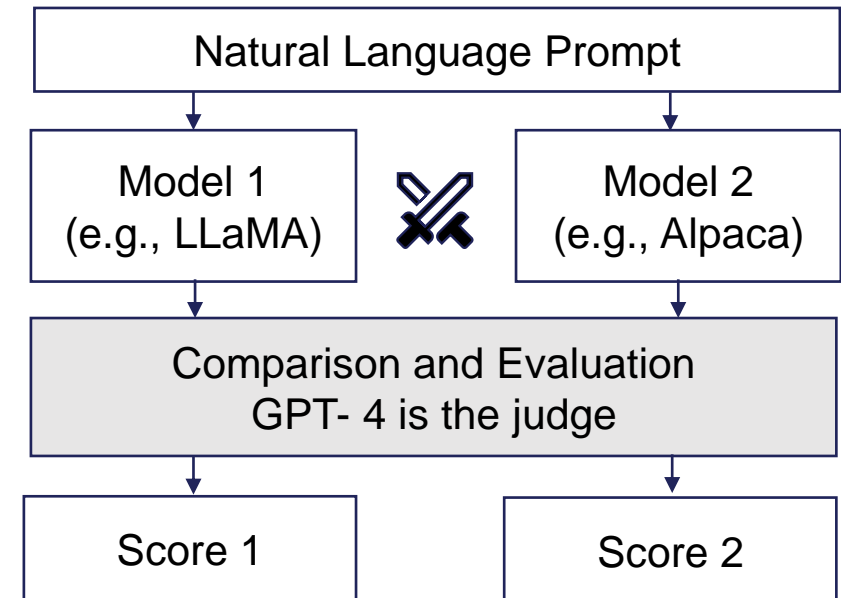 Natural Language Prompt
Model 1
(e.g., LLaMA)
Model 2
(e.g., Alpaca)
Comparison and Evaluation
GPT- 4 is the judge
Score 1
Score 2